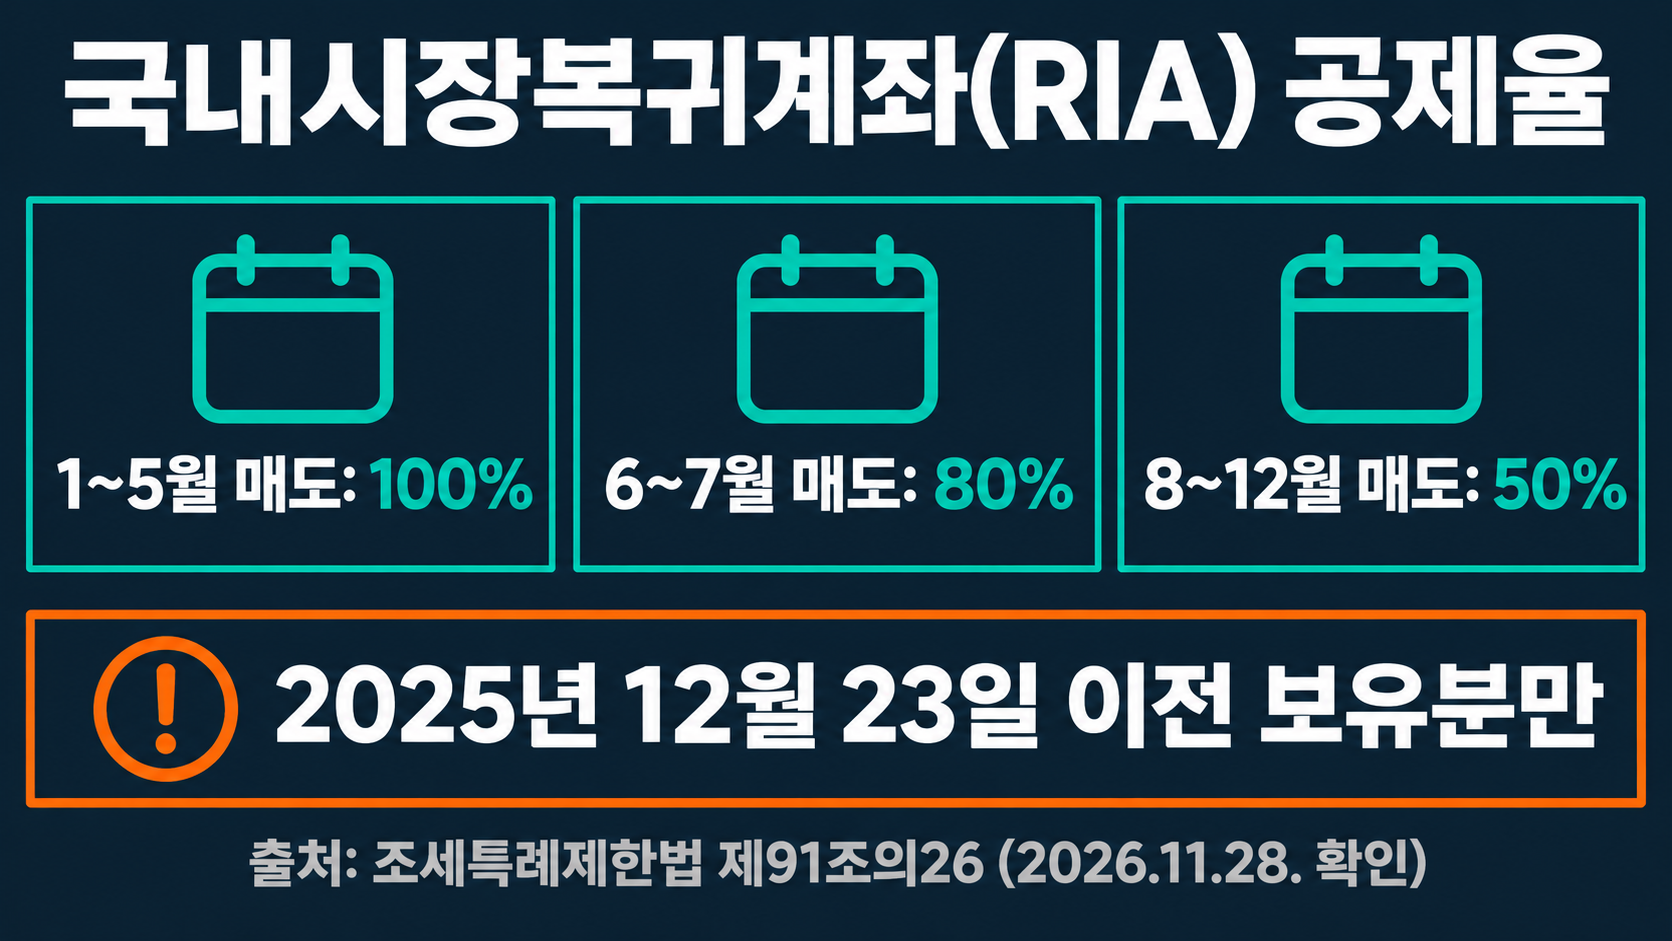 국내시장복귀계좌(RIA) 공제율
1~5월 매도: 100%
6~7월 매도: 80%
8~12월 매도: 50%
2025년 12월 23일 이전 보유분만
출처: 조세특례제한법 제91조의26 (2026.11.28. 확인)